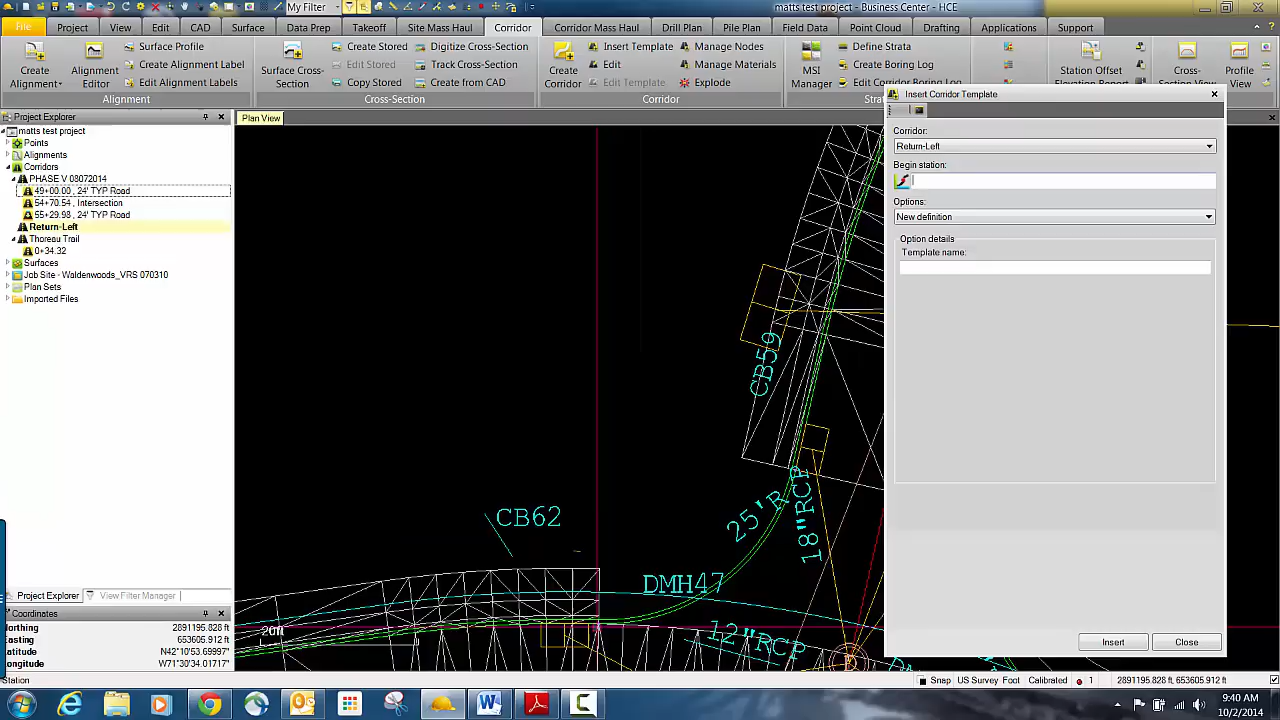 My Filter
matts test project - Business Center - HCE
File
Project
View
Edit
CAD
Surface
Data Prep
Takeoff
Site Mass Haul
Corridor
Corridor Mass Haul
Drill Plan
Pile Plan
Field Data
Point Cloud
Drafting
Applications
Support
Create Alignment
Alignment Editor
Surface Profile
Create Alignment Label
Edit Alignment Labels
Alignment
Surface Cross-Section
Create Stored
Edit Stored
Copy Stored
Digitize Cross-Section
Track Cross-Section
Create from CAD
Cross-Section
Create Corridor
Insert Template
Edit
Edit Template
Manage Nodes
Manage Materials
Explode
Corridor
MSI Manager
Define Strata
Create Boring Log
Edit Corridor Boring Log
Station Offset
Cross-
Profile View
Project Explorer
matts test project
Points
Alignments
Corridors
PHASE V 08072014
49+00.00 , 24' TYP Road
54+70.54 , Intersection
55+29.98 , 24' TYP Road
Return-Left
Thoreau Trail
0+34.32
Surfaces
Job Site - Waldenwoods_VRS 070310
Plan Sets
Imported Files
Project Explorer
View Filter Manager
Coordinates
Northing 2891195.828 ft
Easting 653605.912 ft
Latitude N42°10'53.69997"
Longitude W71°30'34.01717"
Station
Plan View
CB59
CB62
25'R
18"RCP
DMH47
12"RCP
20ft
Insert Corridor Template
Corridor:
Return-Left
Begin station:
Options:
New definition
Option details
Template name:
Insert
Close
Snap
US Survey Foot
Calibrated
1
2891195.828 ft, 653605.912 ft
9:40 AM
10/2/2014